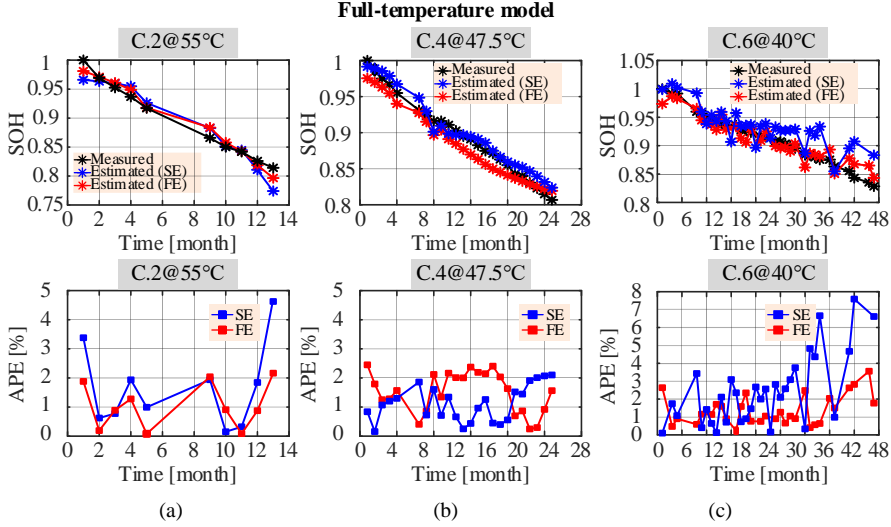 Full-temperature model
C.2@55°C
C.4@47.5°C
C.6@40°C
SOH
1
0.95
0.9
0.85
0.8
0.75
Measured
Estimated (SE)
Estimated (FE)
0 2 4 6 8 10 12 14
Time [month]
SOH
1
0.95
0.9
0.85
0.8
Measured
Estimated (SE)
Estimated (FE)
0 4 8 12 16 20 24 28
Time [month]
SOH
1.05
1
0.95
0.9
0.85
0.8
Measured
Estimated (SE)
Estimated (FE)
0 6 12 18 24 30 36 42 48
Time [month]
C.2@55°C
C.4@47.5°C
C.6@40°C
APE [%]
5
4
3
2
1
0
SE
FE
0 2 4 6 8 10 12 14
Time [month]
APE [%]
5
4
3
2
1
0
SE
FE
0 4 8 12 16 20 24 28
Time [month]
APE [%]
8
7
6
5
4
3
2
1
0
SE
FE
0 6 12 18 24 30 36 42 48
Time [month]
(a)
(b)
(c)